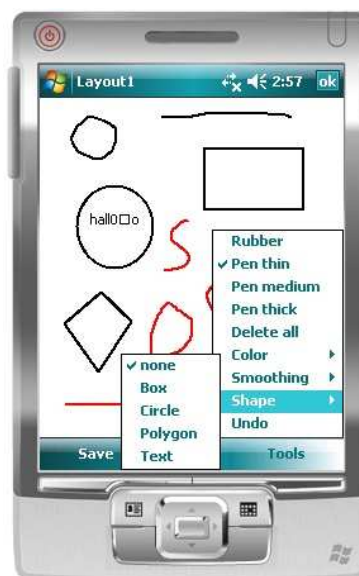 Layout1 2:57 ok
hall0□o
Rubber
Pen thin
Pen medium
Pen thick
Delete all
Color
Smoothing
Shape
Undo
none
Box
Circle
Polygon
Text
Save Tools